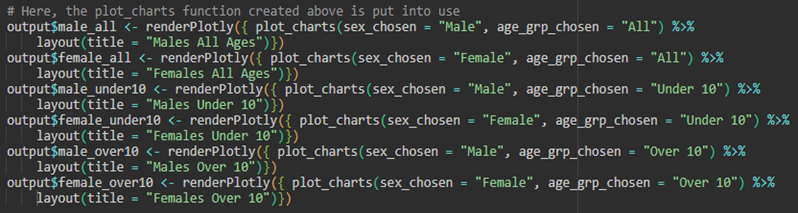 # Here, the plot_charts function created above is put into use
output$male_all <- renderPlotly({ plot_charts(sex_chosen = "Male", age_grp_chosen = "All") %>%
    layout(title = "Males All Ages")})
output$female_all <- renderPlotly({ plot_charts(sex_chosen = "Female", age_grp_chosen = "All") %>%
    layout(title = "Females All Ages")})
output$male_under10 <- renderPlotly({ plot_charts(sex_chosen = "Male", age_grp_chosen = "Under 10") %>%
    layout(title = "Males Under 10")})
output$female_under10 <- renderPlotly({ plot_charts(sex_chosen = "Female", age_grp_chosen = "Under 10") %>%
    layout(title = "Females Under 10")})
output$male_over10 <- renderPlotly({ plot_charts(sex_chosen = "Male", age_grp_chosen = "Over 10") %>%
    layout(title = "Males Over 10")})
output$female_over10 <- renderPlotly({ plot_charts(sex_chosen = "Female", age_grp_chosen = "Over 10") %>%
    layout(title = "Females Over 10")})